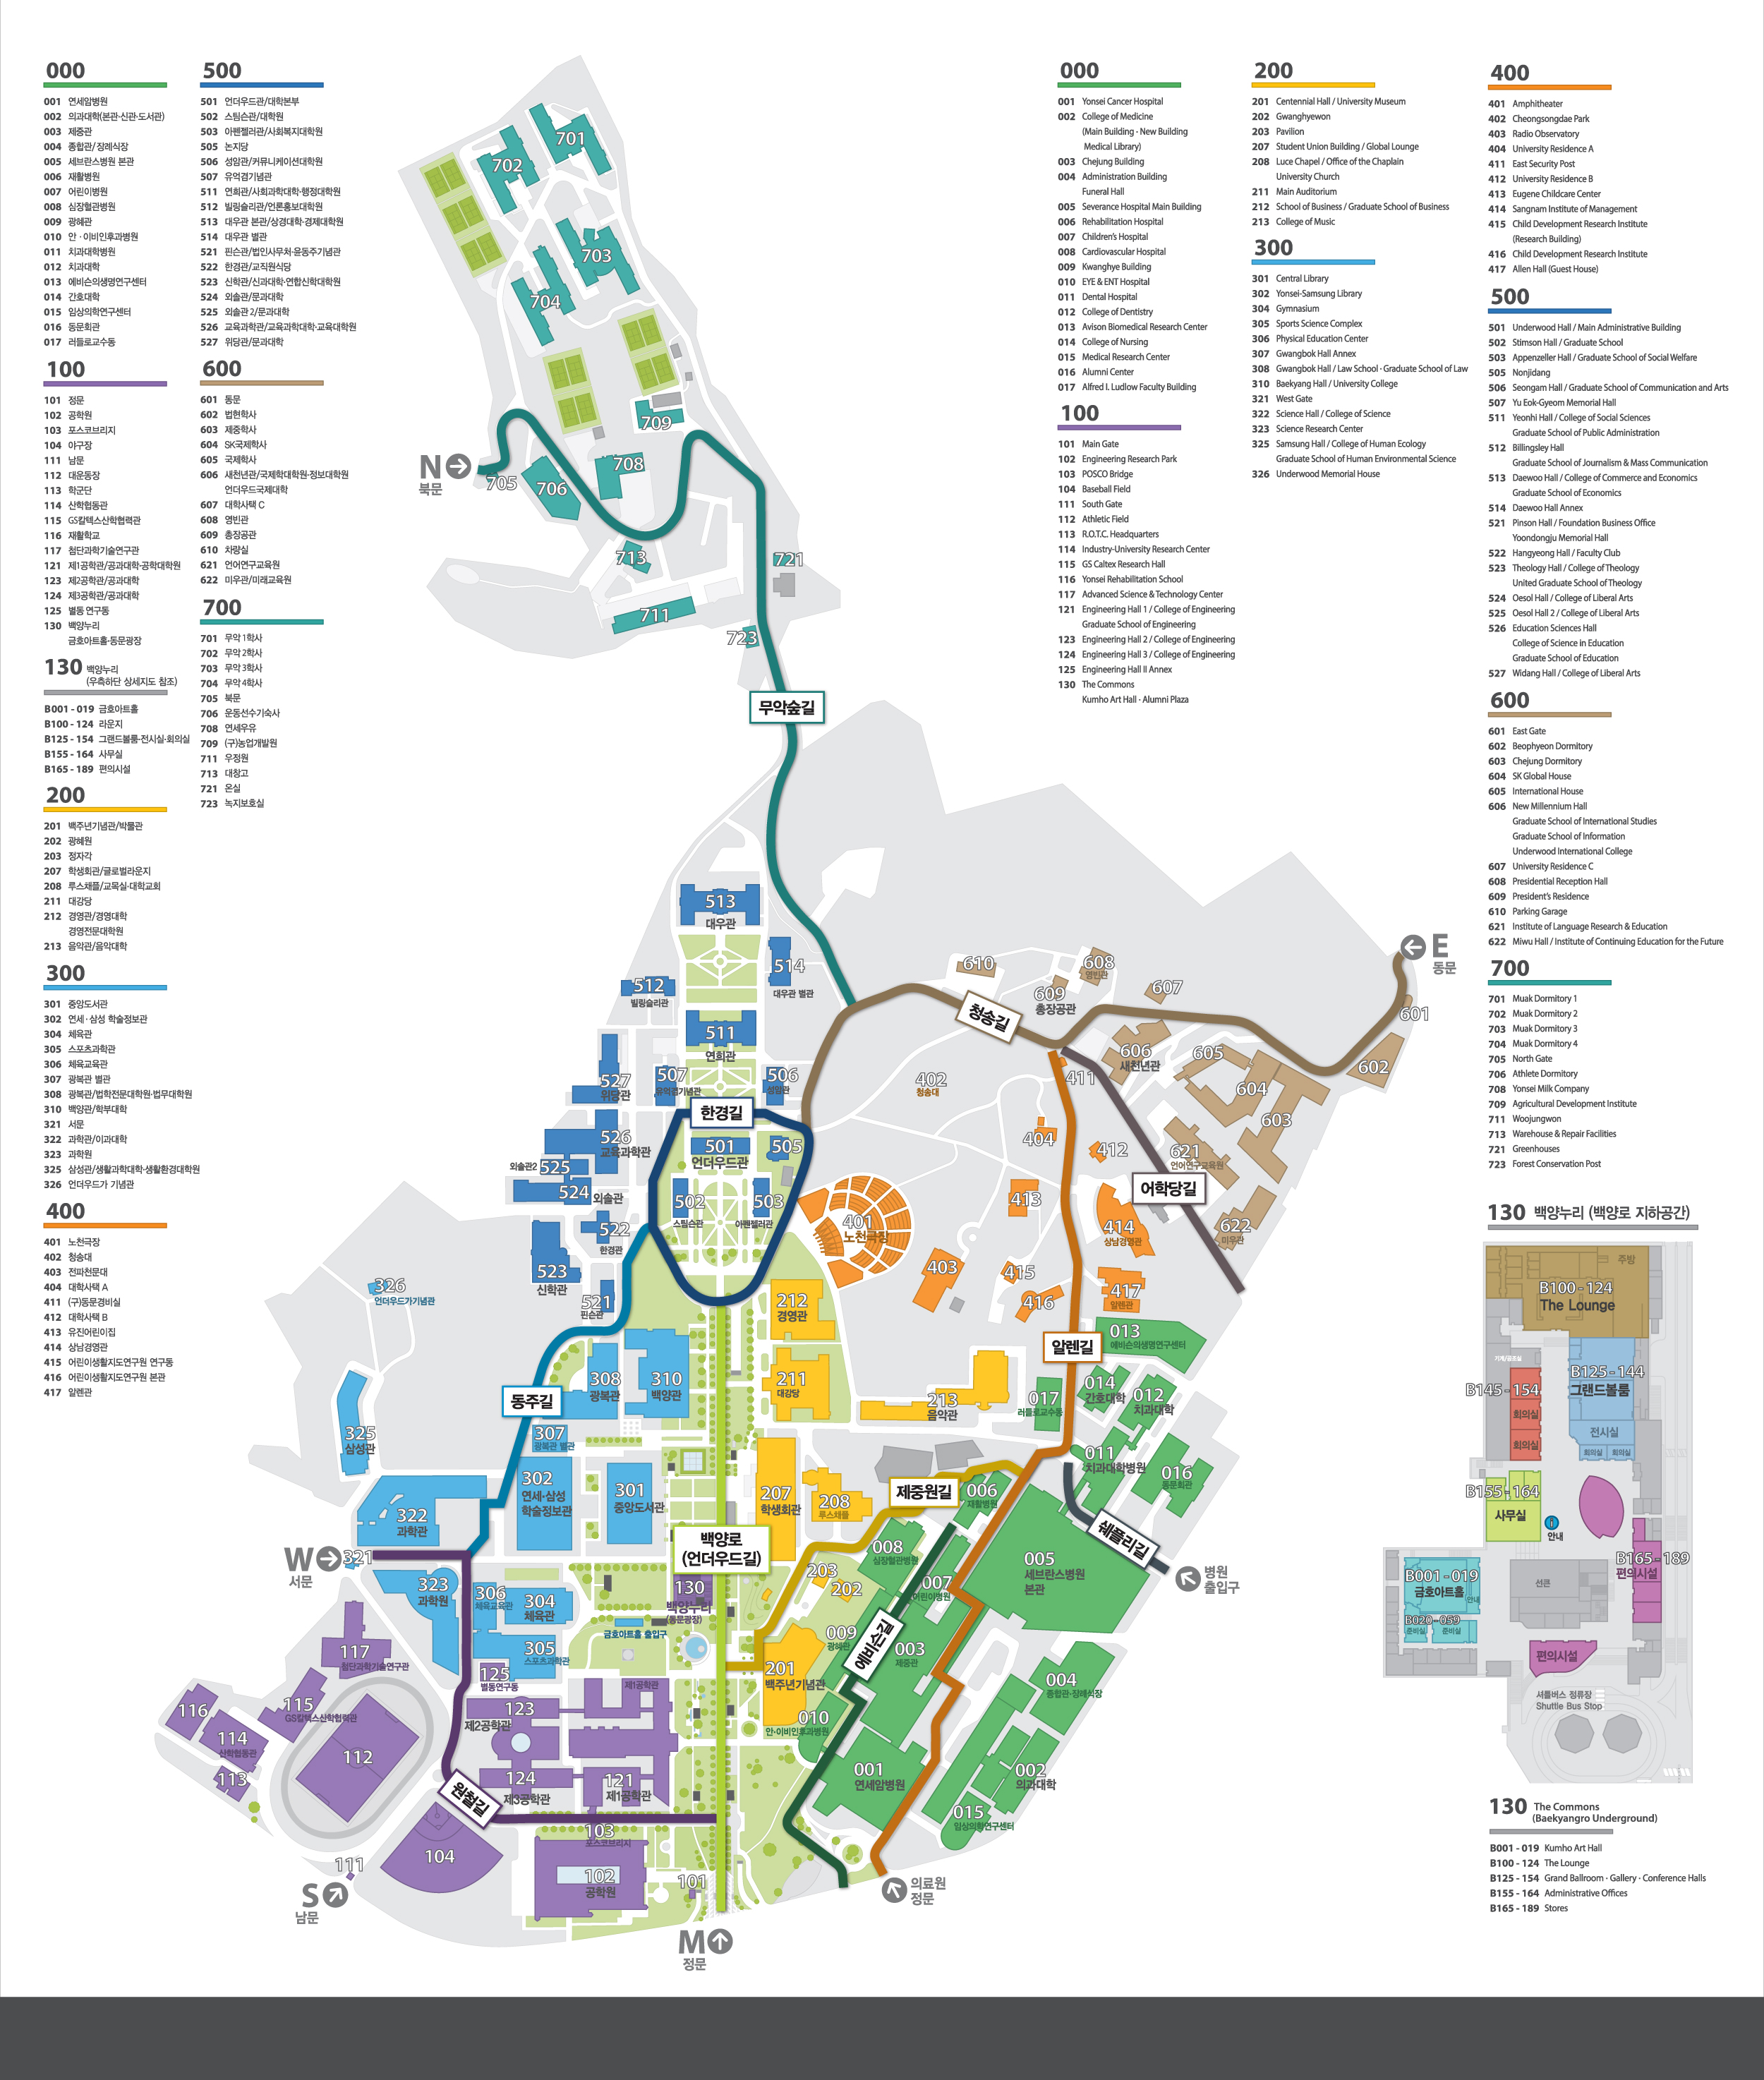 000
001 연세암병원
002 의과대학(본관·신관·도서관)
003 제중관
004 종합관/장례식장
005 세브란스병원 본관
006 재활병원
007 어린이병원
008 심장혈관병원
009 광혜관
010 안·이비인후과병원
011 치과대학병원
012 치과대학
013 에비슨의생명연구센터
014 간호대학
015 임상의학연구센터
016 동문회관
017 러들로교수동
100
101 정문
102 공학원
103 포스코브리지
104 야구장
111 남문
112 대운동장
113 학군단
114 산학협동관
115 GS칼텍스산학협력관
116 재활학교
117 첨단과학기술연구관
121 제1공학관/공과대학·공학대학원
123 제2공학관/공과대학
124 제3공학관/공과대학
125 별동 연구동
130 백양누리
금호아트홀·동문광장
130 백양누리
(우측하단 상세지도 참조)
B001 - 019 금호아트홀
B100 - 124 라운지
B125 - 154 그랜드볼룸·전시실·회의실
B155 - 164 사무실
B165 - 189 편의시설
200
201 백주년기념관/박물관
202 광혜원
203 정자각
207 학생회관/글로벌라운지
208 루스채플/교목실·대학교회
211 대강당
212 경영관/경영대학
경영전문대학원
213 음악관/음악대학
300
301 중앙도서관
302 연세·삼성 학술정보관
304 체육관
305 스포츠과학관
306 체육교육관
307 광복관 별관
308 광복관/법학전문대학원·법무대학원
310 백양관/학부대학
321 서문
322 과학관/이과대학
323 과학원
325 삼성관/생활과학대학·생활환경대학원
326 언더우드가 기념관
400
401 노천극장
402 청송대
403 전파천문대
404 대학사택 A
411 (구)동문경비실
412 대학사택 B
413 유진어린이집
414 상남경영관
415 어린이생활지도연구원 연구동
416 어린이생활지도연구원 본관
417 알렌관
500
501 언더우드관/대학본부
502 스팀슨관/대학원
503 아펜젤러관/사회복지대학원
505 논지당
506 성암관/커뮤니케이션대학원
507 유억겸기념관
511 연희관/사회과학대학·행정대학원
512 빌링슬리관/언론홍보대학원
513 대우관 본관/상경대학·경제대학원
514 대우관 별관
521 핀슨관/법인사무처·윤동주기념관
522 한경관/교직원식당
523 신학관/신과대학·연합신학대학원
524 외솔관/문과대학
525 외솔관 2/문과대학
526 교육과학관/교육과학대학·교육대학원
527 위당관/문과대학
600
601 동문
602 법현학사
603 제중학사
604 SK국제학사
605 국제학사
606 새천년관/국제학대학원·정보대학원
언더우드국제대학
607 대학사택 C
608 영빈관
609 총장공관
610 차량실
621 언어연구교육원
622 미우관/미래교육원
700
701 무악 1학사
702 무악 2학사
703 무악 3학사
704 무악 4학사
705 북문
706 운동선수기숙사
708 연세우유
709 (구)농업개발원
711 우정원
713 대창고
721 온실
723 녹지보호실
000
001 Yonsei Cancer Hospital
002 College of Medicine
(Main Building · New Building
Medical Library)
003 Chejung Building
004 Administration Building
Funeral Hall
005 Severance Hospital Main Building
006 Rehabilitation Hospital
007 Children's Hospital
008 Cardiovascular Hospital
009 Kwanghye Building
010 EYE & ENT Hospital
011 Dental Hospital
012 College of Dentistry
013 Avison Biomedical Research Center
014 College of Nursing
015 Medical Research Center
016 Alumni Center
017 Alfred I. Ludlow Faculty Building
100
101 Main Gate
102 Engineering Research Park
103 POSCO Bridge
104 Baseball Field
111 South Gate
112 Athletic Field
113 R.O.T.C. Headquarters
114 Industry-University Research Center
115 GS Caltex Research Hall
116 Yonsei Rehabilitation School
117 Advanced Science & Technology Center
121 Engineering Hall 1 / College of Engineering
Graduate School of Engineering
123 Engineering Hall 2 / College of Engineering
124 Engineering Hall 3 / College of Engineering
125 Engineering Hall II Annex
130 The Commons
Kumho Art Hall · Alumni Plaza
200
201 Centennial Hall / University Museum
202 Gwanghyewon
203 Pavilion
207 Student Union Building / Global Lounge
208 Luce Chapel / Office of the Chaplain
University Church
211 Main Auditorium
212 School of Business / Graduate School of Business
213 College of Music
300
301 Central Library
302 Yonsei-Samsung Library
304 Gymnasium
305 Sports Science Complex
306 Physical Education Center
307 Gwangbok Hall Annex
308 Gwangbok Hall / Law School · Graduate School of Law
310 Baekyang Hall / University College
321 West Gate
322 Science Hall / College of Science
323 Science Research Center
325 Samsung Hall / College of Human Ecology
Graduate School of Human Environmental Science
326 Underwood Memorial House
400
401 Amphitheater
402 Cheongsongdae Park
403 Radio Observatory
404 University Residence A
411 East Security Post
412 University Residence B
413 Eugene Childcare Center
414 Sangnam Institute of Management
415 Child Development Research Institute
(Research Building)
416 Child Development Research Institute
417 Allen Hall (Guest House)
500
501 Underwood Hall / Main Administrative Building
502 Stimson Hall / Graduate School
503 Appenzeller Hall / Graduate School of Social Welfare
505 Nonjidang
506 Seongam Hall / Graduate School of Communication and Arts
507 Yu Eok-Gyeom Memorial Hall
511 Yeonhi Hall / College of Social Sciences
Graduate School of Public Administration
512 Billingsley Hall
Graduate School of Journalism & Mass Communication
513 Daewoo Hall / College of Commerce and Economics
Graduate School of Economics
514 Daewoo Hall Annex
521 Pinson Hall / Foundation Business Office
Yoondongju Memorial Hall
522 Hangyeong Hall / Faculty Club
523 Theology Hall / College of Theology
United Graduate School of Theology
524 Oesol Hall / College of Liberal Arts
525 Oesol Hall 2 / College of Liberal Arts
526 Education Sciences Hall
College of Science in Education
Graduate School of Education
527 Widang Hall / College of Liberal Arts
600
601 East Gate
602 Beophyeon Dormitory
603 Chejung Dormitory
604 SK Global House
605 International House
606 New Millennium Hall
Graduate School of International Studies
Graduate School of Information
Underwood International College
607 University Residence C
608 Presidential Reception Hall
609 President's Residence
610 Parking Garage
621 Institute of Language Research & Education
622 Miwu Hall / Institute of Continuing Education for the Future
700
701 Muak Dormitory 1
702 Muak Dormitory 2
703 Muak Dormitory 3
704 Muak Dormitory 4
705 North Gate
706 Athlete Dormitory
708 Yonsei Milk Company
709 Agricultural Development Institute
711 Woojungwon
713 Warehouse & Repair Facilities
721 Greenhouses
723 Forest Conservation Post
701
702
703
704
709
708
N
북문
705
706
713
721
711
723
무악숲길
513
대우관
514
대우관 별관
512
빌링슬리관
511
연희관
610
608
영빈관
609
총장공관
607
E
동문
601
청송길
602
606
새천년관
605
604
603
411
527
위당관
507
유억겸기념관
506
성암관
402
청송대
한경길
404
412
621
언어연구교육원
526
교육과학관
501
언더우드관
505
외솔관2 525
524 외솔관
502
스팀슨관
503
아펜젤러관
어학당길
413
414
상남경영관
622
미우관
401
노천극장
522
한경관
523
신학관
521
핀슨관
403
415
416
417
알렌관
326
언더우드가기념관
212
경영관
알렌길
013
에비슨의생명연구센터
308
광복관
310
백양관
211
대강당
213
음악관
017
러들로교수동
014
간호대학
012
치과대학
동주길
307
광복관 별관
325
삼성관
011
치과대학병원
016
동문회관
302
연세·삼성
학술정보관
301
중앙도서관
207
학생회관
208
루스채플
제중원길
006
재활병원
322
과학관
백양로
(언더우드길)
쉐플리길
병원
출입구
W
서문
321
008
심장혈관병원
005
세브란스병원
본관
323
과학원
306
체육교육관
304
체육관
130
백양누리
(동문광장)
203
202
007
어린이병원
금호아트홀 출입구
009
광혜관
003
제중관
에비슨길
117
첨단과학기술연구관
305
스포츠과학관
125
별동연구동
201
백주년기념관
004
종합관·장례식장
제1공학관
116
115
GS칼텍스산학협력관
114
산학협동관
113
112
123
제2공학관
010
안·이비인후과병원
124
제3공학관
121
제1공학관
001
연세암병원
002
의과대학
015
임상의학연구센터
원철길
103
포스코브리지
104
111
S
남문
102
공학원
101
의료원
정문
M
정문
130 백양누리 (백양로 지하공간)
주방
B100 - 124
The Lounge
B125 - 144
그랜드볼룸
B145 - 154
회의실
회의실
전시실
회의실 회의실
B155 - 164
사무실
안내
B165 - 189
편의시설
B001 - 019
금호아트홀
안내
B020 - 059
준비실 준비실
선큰
편의시설
셔틀버스 정류장
Shuttle Bus Stop
130 The Commons
(Baekyangro Underground)
B001 - 019 Kumho Art Hall
B100 - 124 The Lounge
B125 - 154 Grand Ballroom · Gallery · Conference Halls
B155 - 164 Administrative Offices
B165 - 189 Stores